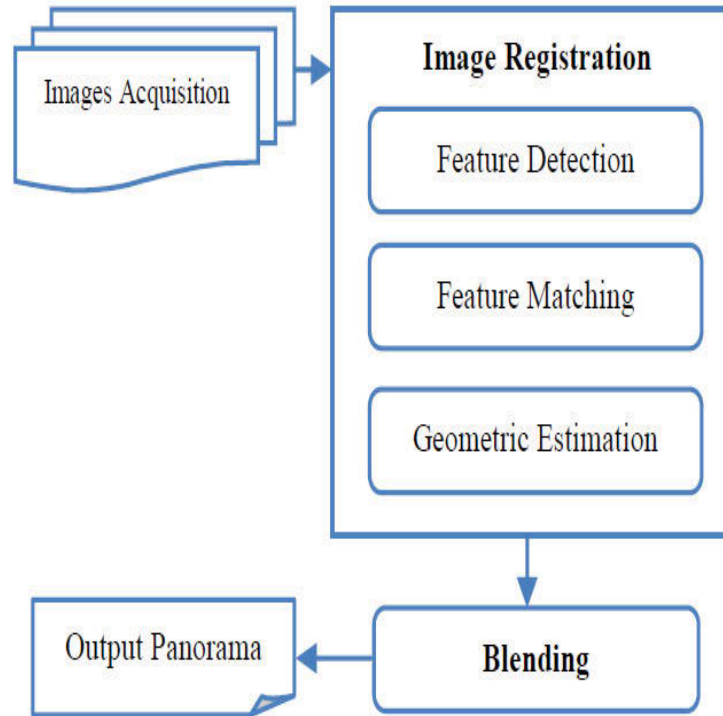 Images Acquisition
Image Registration
Feature Detection
Feature Matching
Geometric Estimation
Blending
Output Panorama